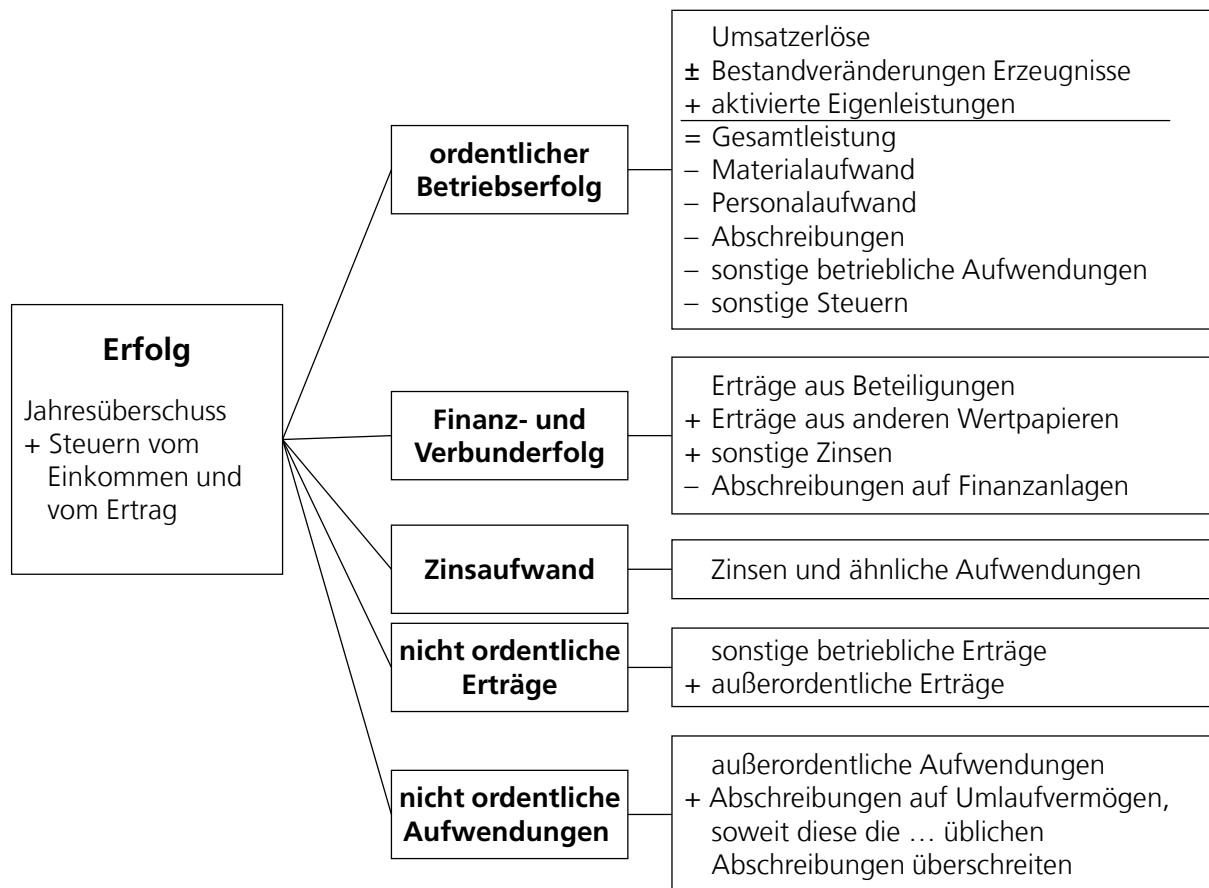 Erfolg
Jahresüberschuss
+ Steuern vom
Einkommen und
vom Ertrag
ordentlicher
Betriebserfolg
Umsatzerlöse
± Bestandveränderungen Erzeugnisse
+ aktivierte Eigenleistungen
= Gesamtleistung
– Materialaufwand
– Personalaufwand
– Abschreibungen
– sonstige betriebliche Aufwendungen
– sonstige Steuern
Finanz- und
Verbunderfolg
Erträge aus Beteiligungen
+ Erträge aus anderen Wertpapieren
+ sonstige Zinsen
– Abschreibungen auf Finanzanlagen
Zinsaufwand
Zinsen und ähnliche Aufwendungen
nicht ordentliche
Erträge
sonstige betriebliche Erträge
+ außerordentliche Erträge
nicht ordentliche
Aufwendungen
außerordentliche Aufwendungen
+ Abschreibungen auf Umlaufvermögen,
soweit diese die … üblichen
Abschreibungen überschreiten